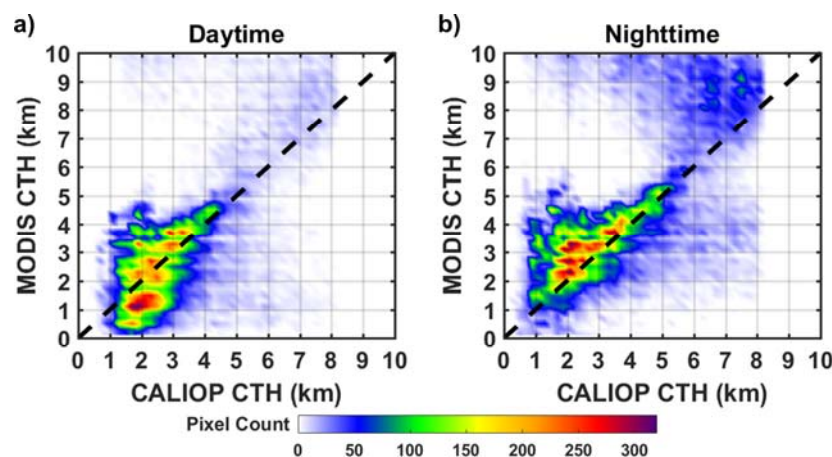 a) Daytime
b) Nighttime
MODIS CTH (km)
10
9
8
7
6
5
4
3
2
1
0
0 1 2 3 4 5 6 7 8 9 10
CALIOP CTH (km)
MODIS CTH (km)
10
9
8
7
6
5
4
3
2
1
0
0 1 2 3 4 5 6 7 8 9 10
CALIOP CTH (km)
Pixel Count
0 50 100 150 200 250 300